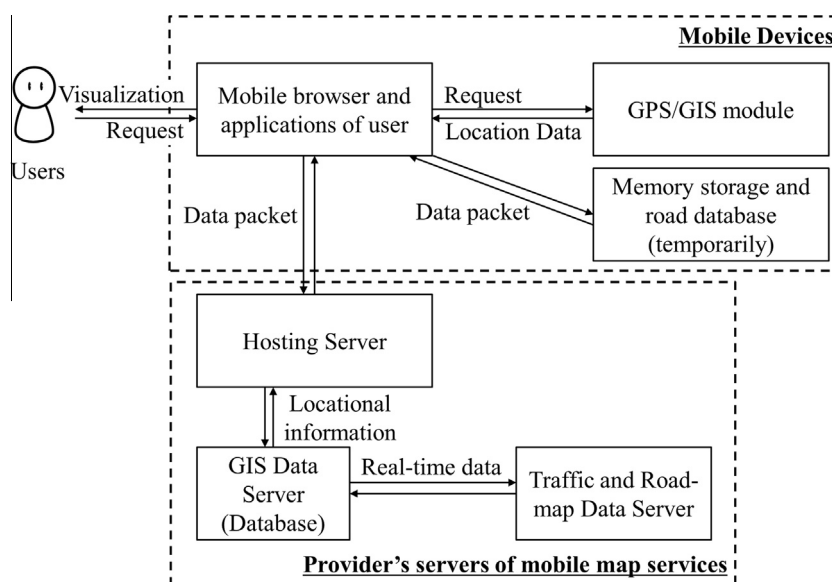 Mobile Devices
Visualization
Request
Users
Mobile browser and
applications of user
Request
Location Data
GPS/GIS module
Data packet
Data packet
Memory storage and
road database
(temporarily)
Hosting Server
Locational
information
GIS Data
Server
(Database)
Real-time data
Traffic and Road-
map Data Server
Provider's servers of mobile map services